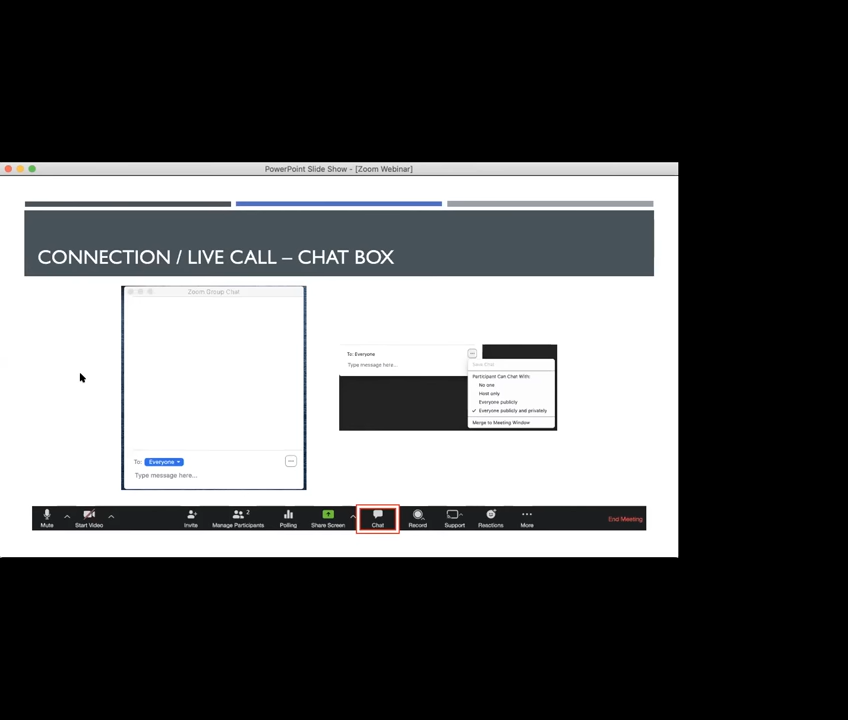 PowerPoint Slide Show - [Zoom Webinar]
CONNECTION / LIVE CALL – CHAT BOX
Zoom Group Chat
To: Everyone
Type message here...
To: Everyone
Type message here...
Save Chat
Participant Can Chat With:
No one
Host only
Everyone publicly
✓ Everyone publicly and privately
Merge to Meeting Window
Mute
Start Video
Invite
2
Manage Participants
Polling
Share Screen
Chat
Record
Support
Reactions
More
End Meeting